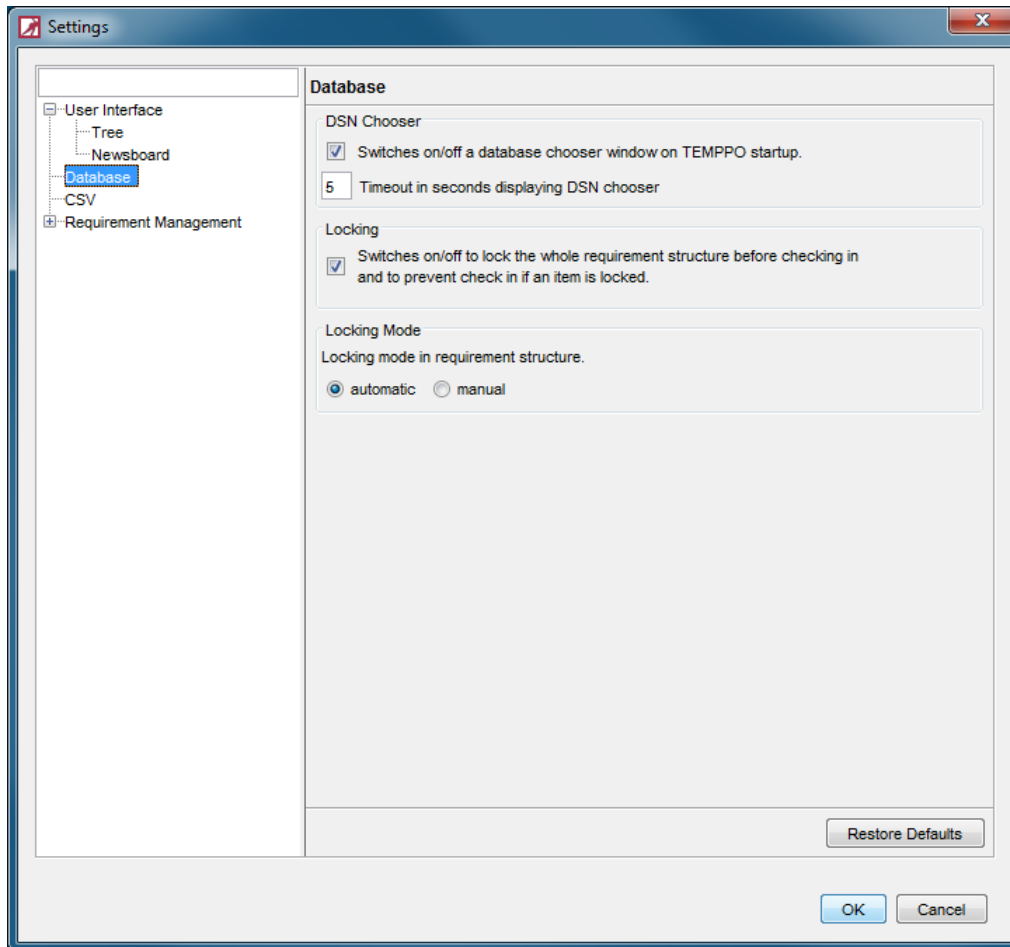 Settings
User Interface
Tree
Newsboard
Database
CSV
Requirement Management
Database
DSN Chooser
Switches on/off a database chooser window on TEMPPO startup.
5 Timeout in seconds displaying DSN chooser
Locking
Switches on/off to lock the whole requirement structure before checking in
and to prevent check in if an item is locked.
Locking Mode
Locking mode in requirement structure.
automatic manual
Restore Defaults
OK Cancel